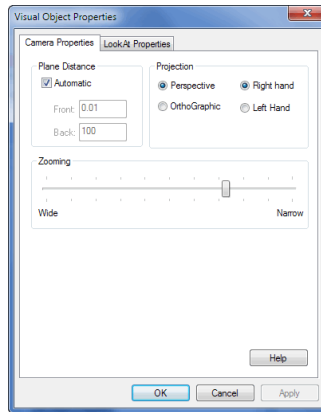 Visual Object Properties
Camera Properties
LookAt Properties
Plane Distance
Automatic
Front: 0.01
Back: 100
Projection
Perspective
Right hand
OrthoGraphic
Left Hand
Zooming
Wide
Narrow
Help
OK
Cancel
Apply